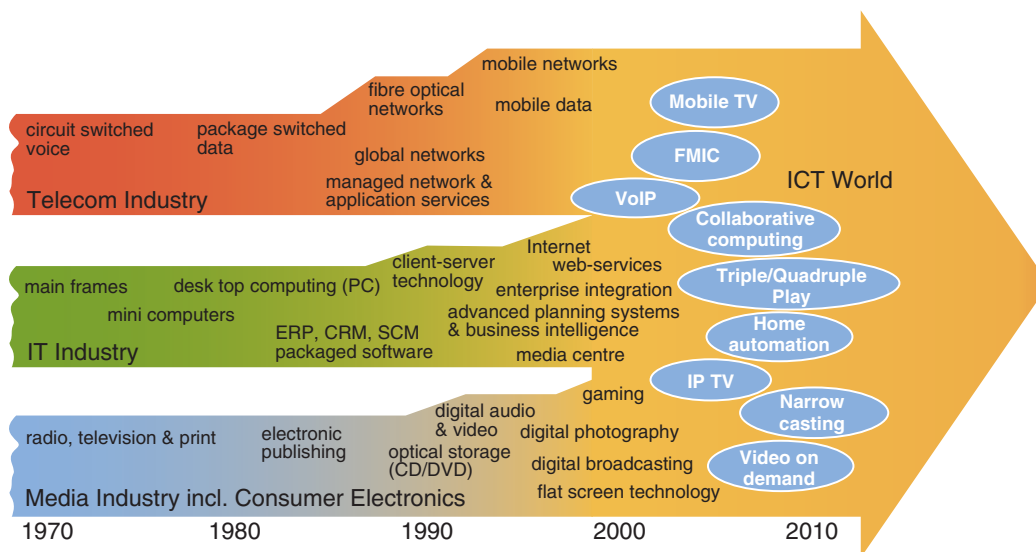 mobile networks
fibre optical
networks
mobile data
Mobile TV
circuit switched
voice
package switched
data
global networks
FMIC
managed network &
application services
Telecom Industry
VoIP
ICT World
Collaborative
computing
Internet
web-services
client-server
technology
main frames
desk top computing (PC)
enterprise integration
Triple/Quadruple
Play
mini computers
advanced planning systems
& business intelligence
ERP, CRM, SCM
packaged software
Home
automation
IT Industry
media centre
IP TV
gaming
Narrow
casting
digital audio
& video
radio, television & print
electronic
publishing
digital photography
optical storage
(CD/DVD)
digital broadcasting
Video on
demand
Media Industry incl. Consumer Electronics
flat screen technology
1970
1980
1990
2000
2010